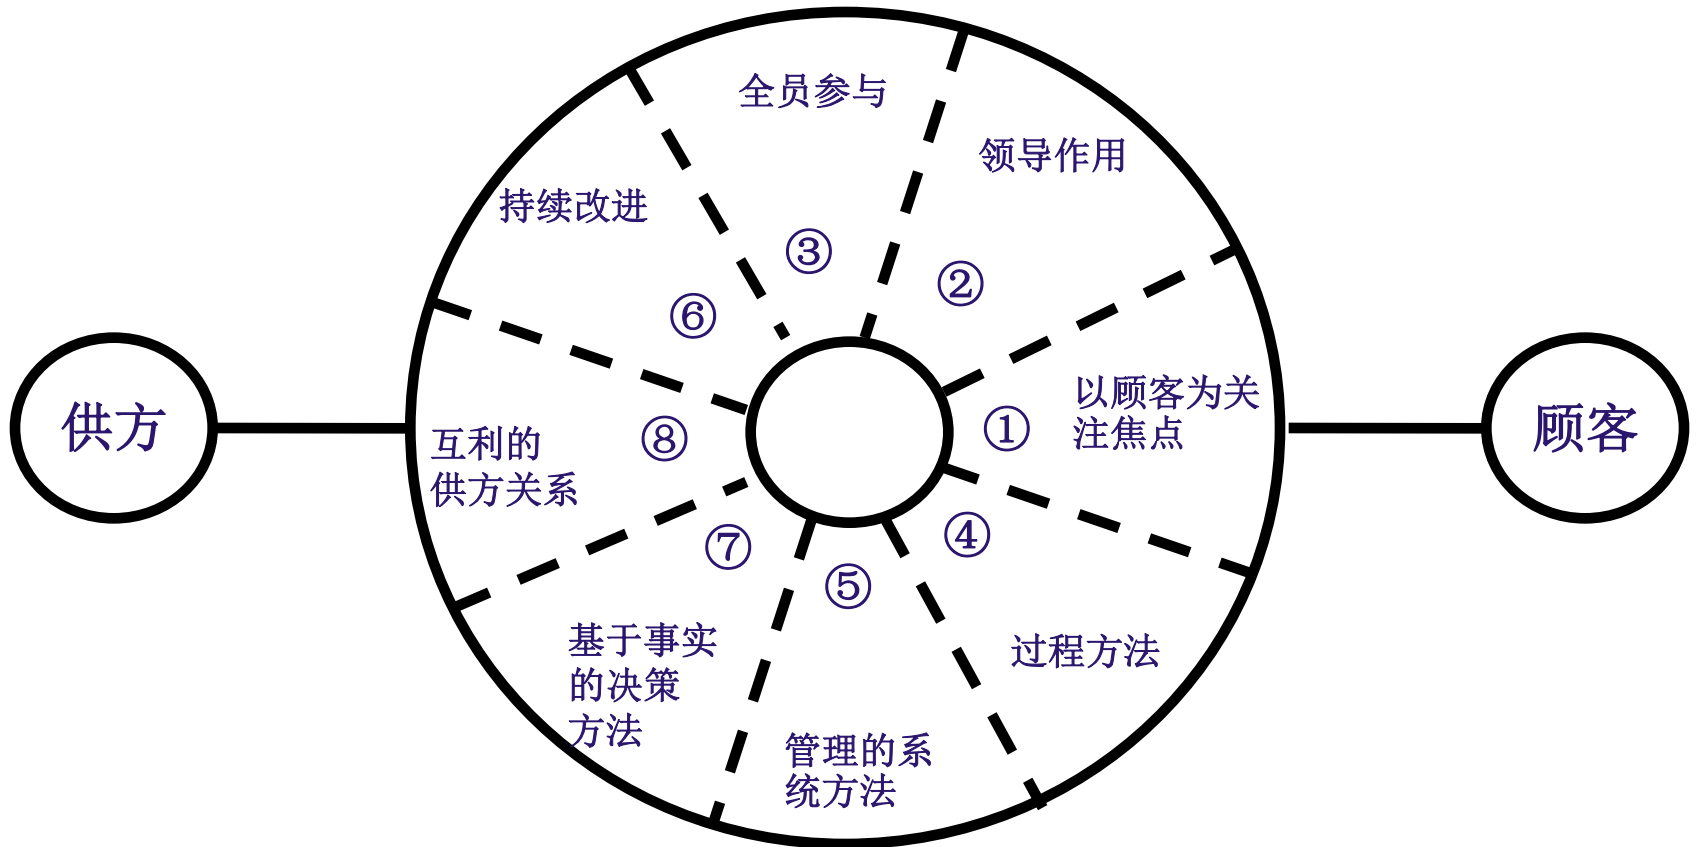 全员参与
领导作用
持续改进
③
②
⑥
以顾客为关
注焦点
①
供方
顾客
互利的
供方关系
⑧
④
⑦
⑤
基于事实
的决策
方法
过程方法
管理的系
统方法